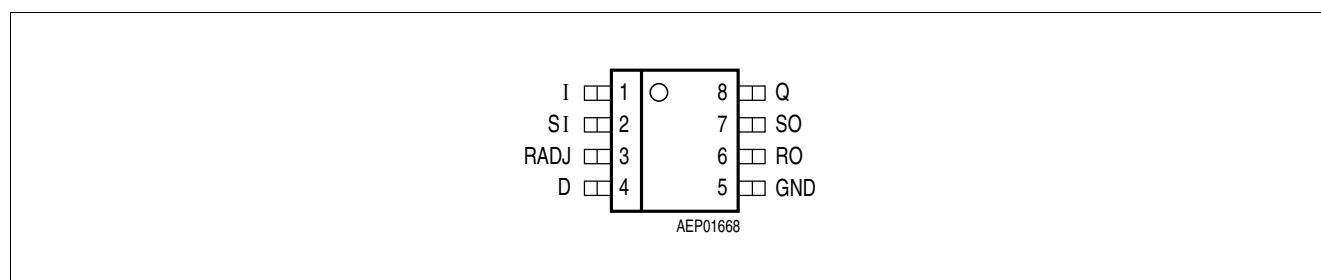 I 1 8 Q
SI 2 7 SO
RADJ 3 6 RO
D 4 5 GND
AEP01668